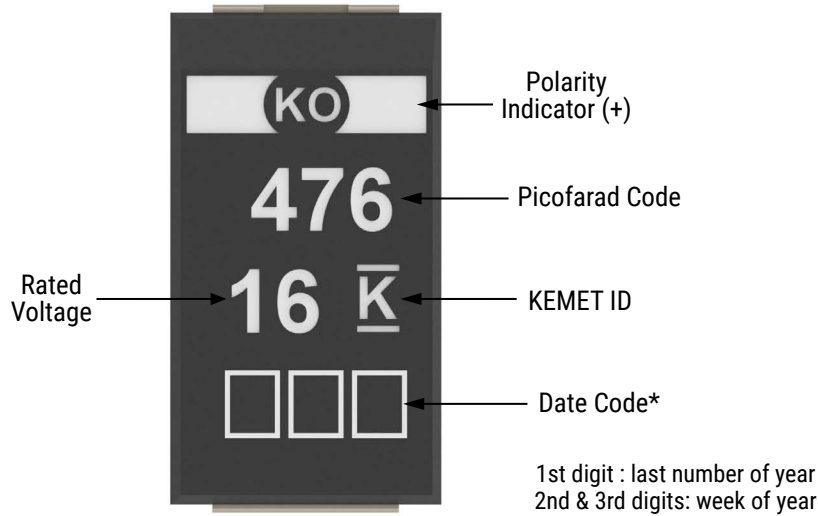 KO
Polarity
Indicator (+)
476
Picofarad Code
Rated
Voltage
16 K
KEMET ID
Date Code*
1st digit : last number of year
2nd & 3rd digits: week of year